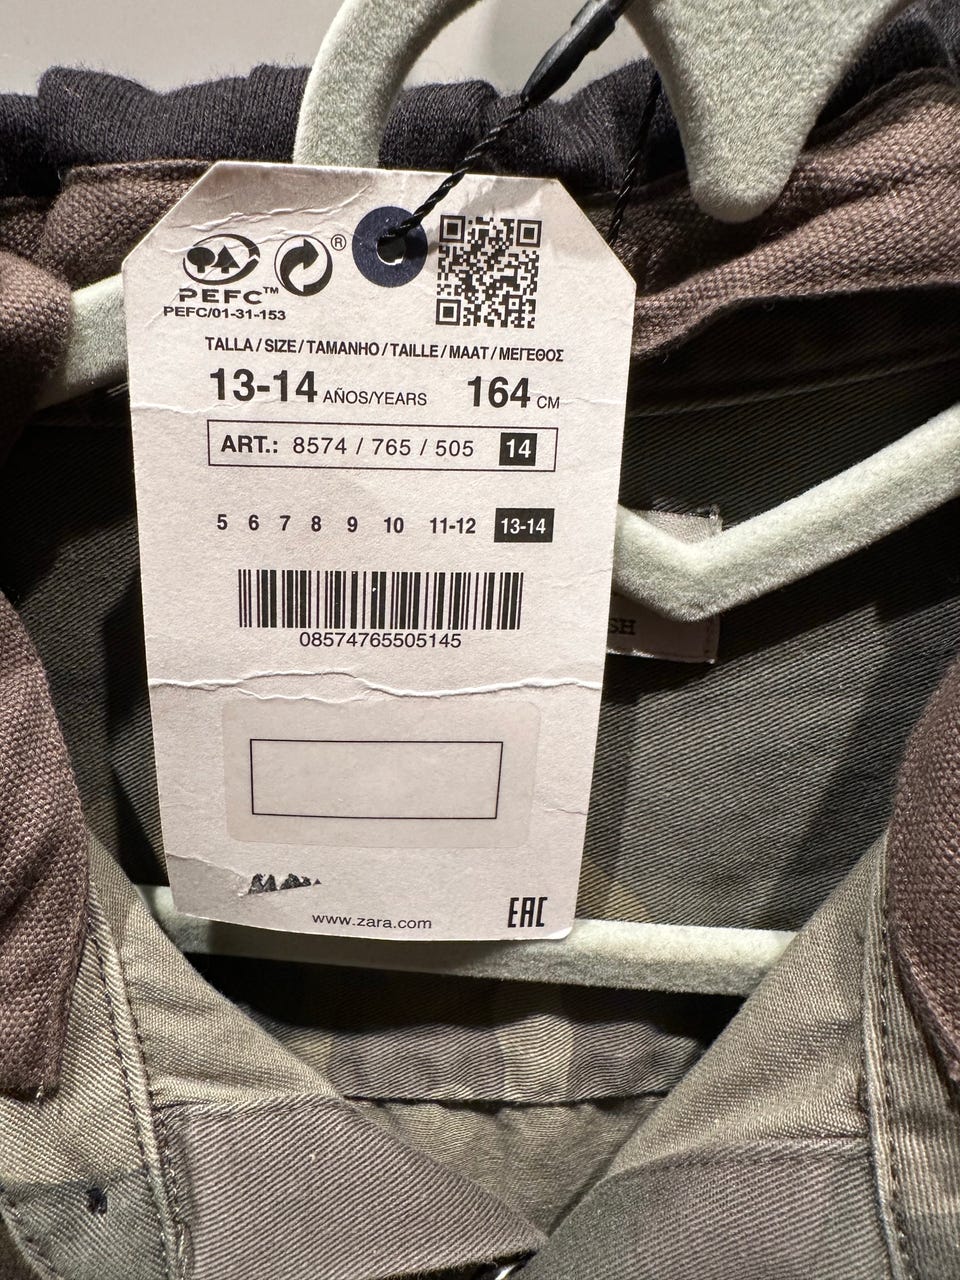 ®
PEFC™
PEFC/01-31-153
TALLA / SIZE / TAMANHO / TAILLE / MAAT / ΜΕΓΕΘΟΣ
13-14 AÑOS/YEARS 164 CM
ART.: 8574 / 765 / 505 14
5 6 7 8 9 10 11-12 13-14
08574765505145
SH
www.zara.com
EAC